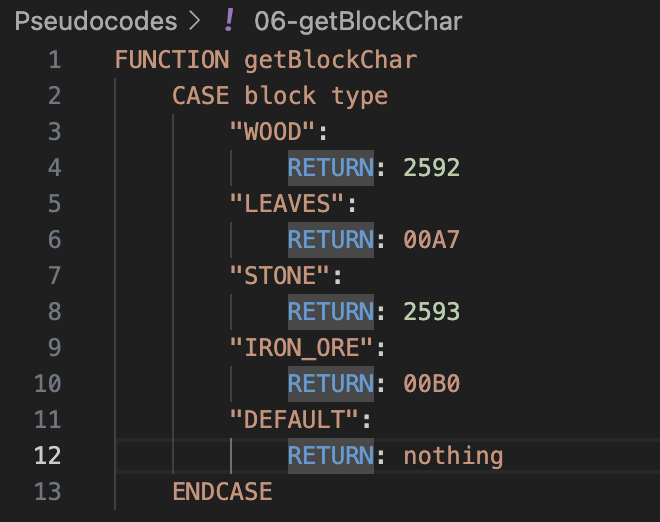 Pseudocodes > ! 06-getBlockChar
1 FUNCTION getBlockChar
2 CASE block type
3 "WOOD":
4 RETURN: 2592
5 "LEAVES":
6 RETURN: 00A7
7 "STONE":
8 RETURN: 2593
9 "IRON_ORE":
10 RETURN: 00B0
11 "DEFAULT":
12 RETURN: nothing
13 ENDCASE